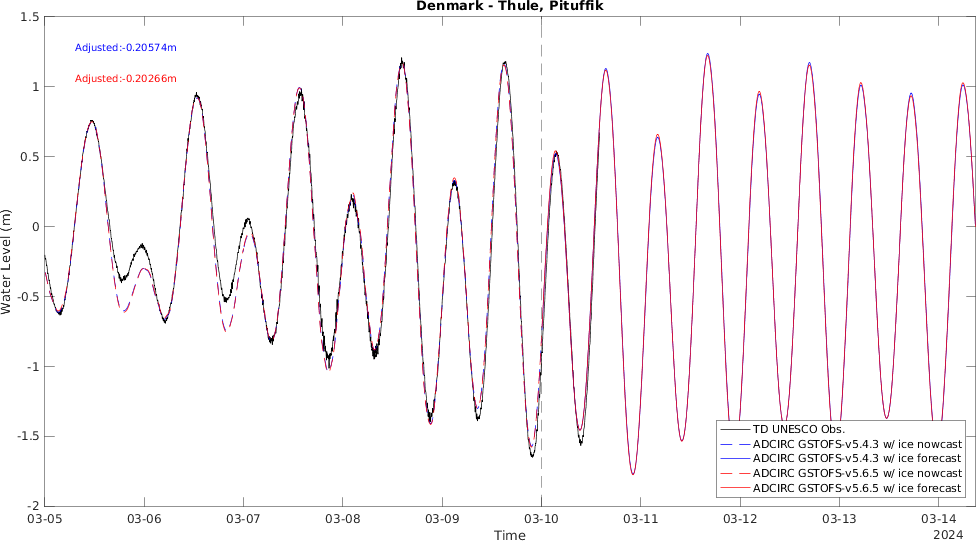 Denmark - Thule, Pituffik
1.5
Adjusted:-0.20574m
Adjusted:-0.20266m
1
0.5
0
-0.5
-1
-1.5
-2
Water Level (m)
TD UNESCO Obs.
ADCIRC GSTOFS-v5.4.3 w/ ice nowcast
ADCIRC GSTOFS-v5.4.3 w/ ice forecast
ADCIRC GSTOFS-v5.6.5 w/ ice nowcast
ADCIRC GSTOFS-v5.6.5 w/ ice forecast
03-05 03-06 03-07 03-08 03-09 03-10 03-11 03-12 03-13 03-14
Time
2024